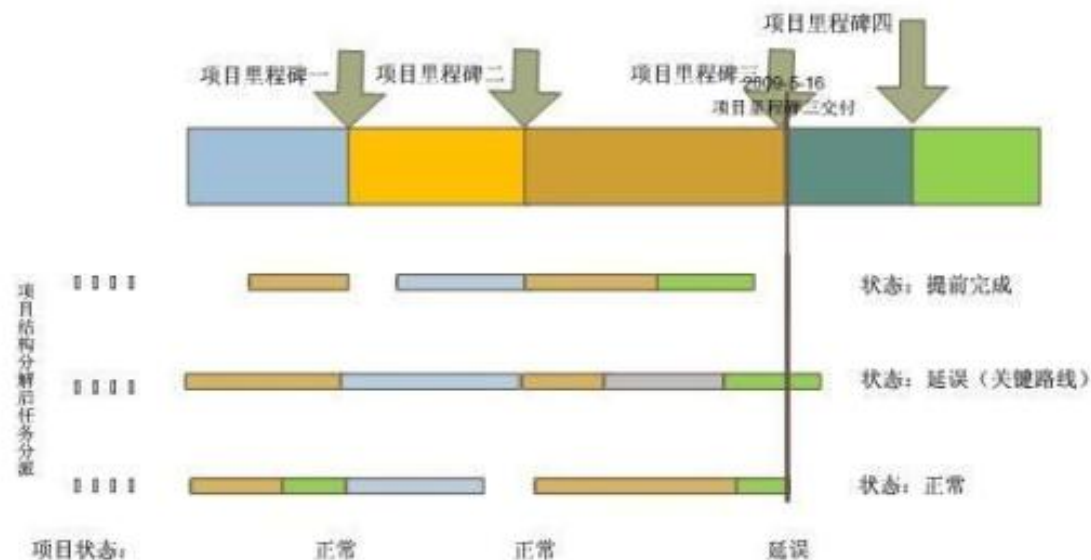 项目里程碑四
项目里程碑一
项目里程碑二
项目里程碑三
2009-5-16
项目里程碑三交付
项目结构分解后任务分派
状态：提前完成
状态：延误（关键路线）
状态：正常
项目状态：
正常
正常
延误